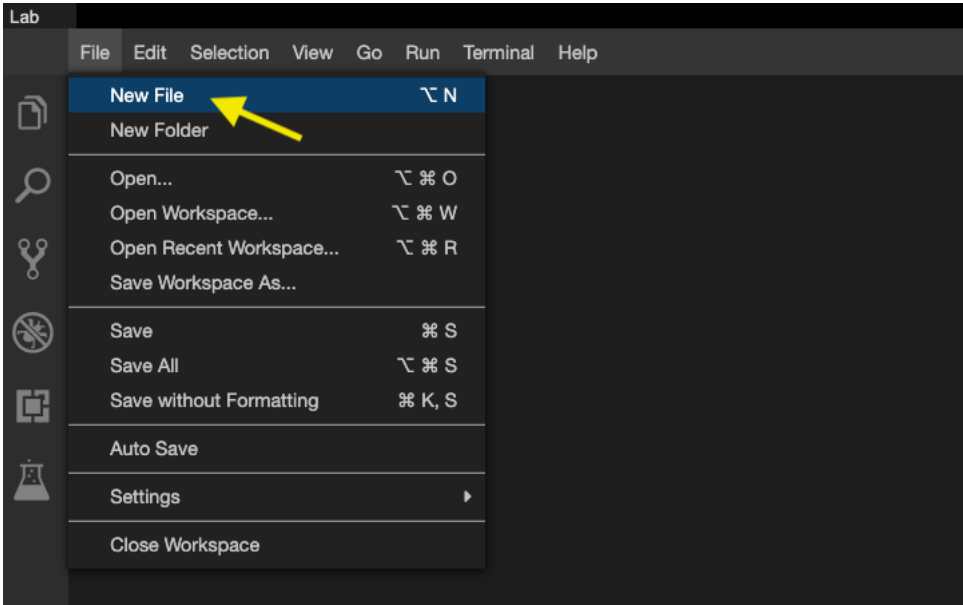 Lab
File Edit Selection View Go Run Terminal Help
New File ⌥ N
New Folder
Open... ⌥ ⌘ O
Open Workspace... ⌥ ⌘ W
Open Recent Workspace... ⌥ ⌘ R
Save Workspace As...
Save ⌘ S
Save All ⌥ ⌘ S
Save without Formatting ⌘ K, S
Auto Save
Settings
Close Workspace